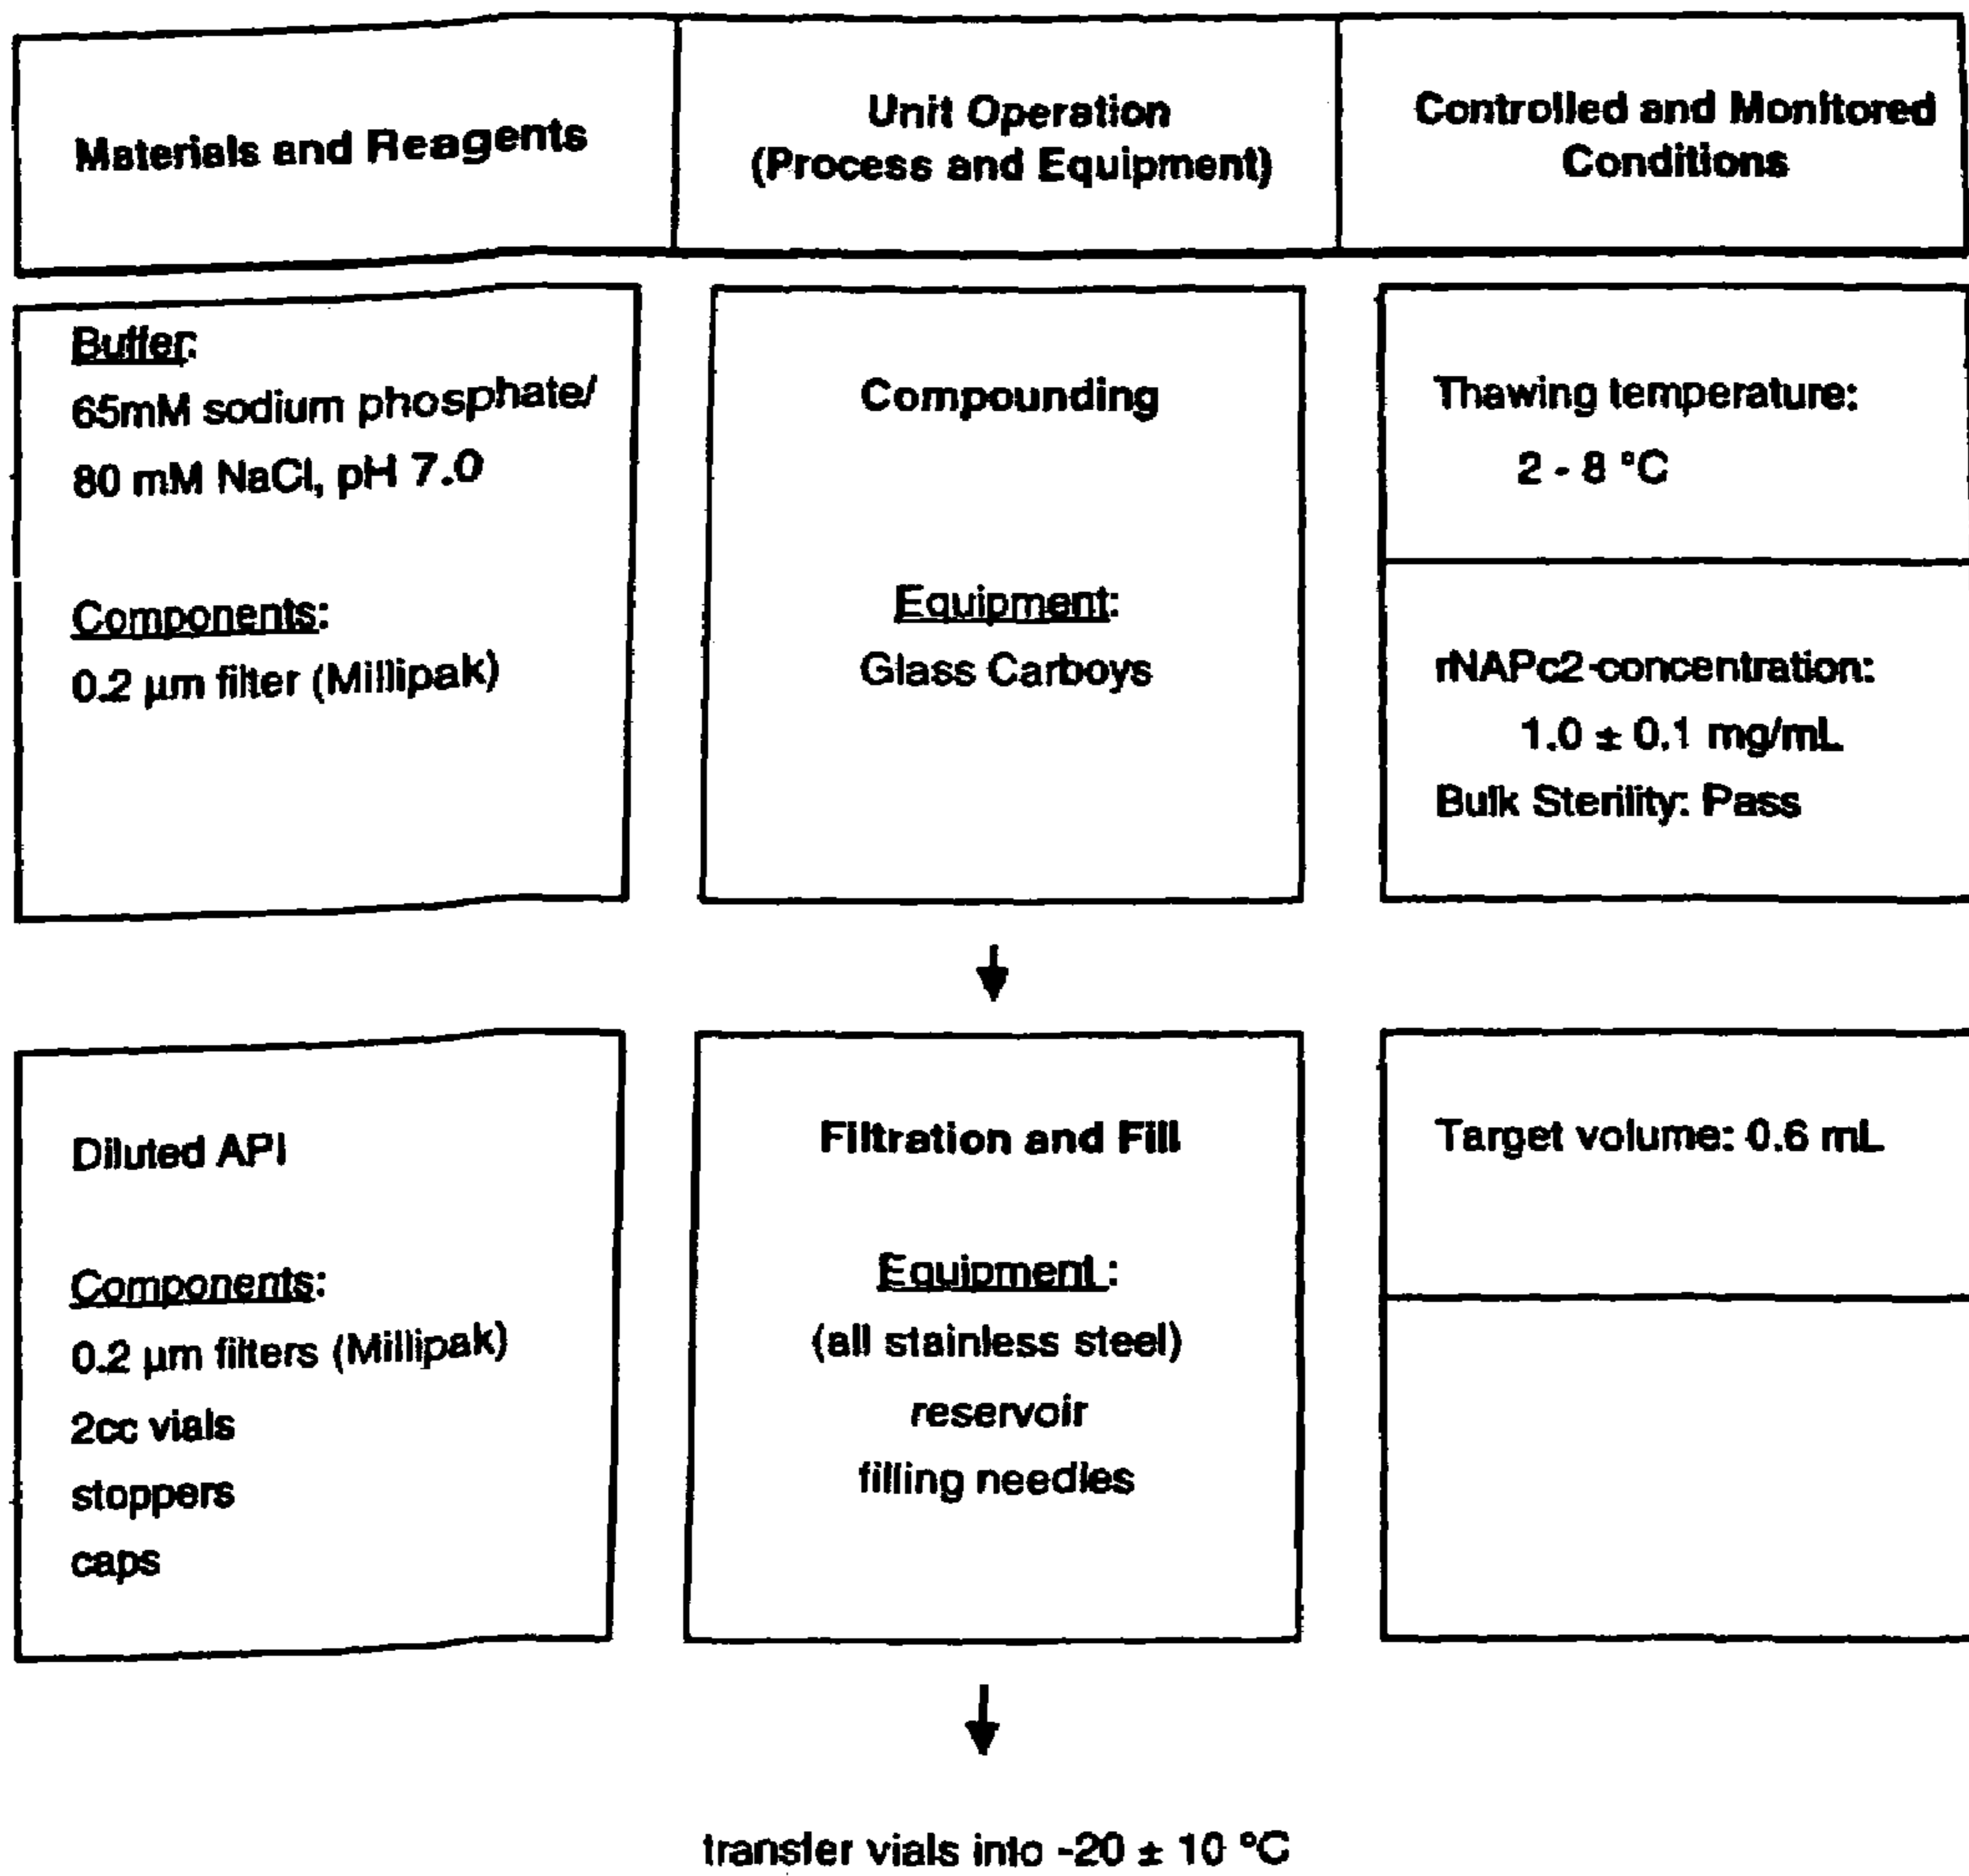 Materials and Reagents
Unit Operation
(Process and Equipment)
Controlled and Monitored
Conditions
Buffer:
65mM sodium phosphate/
80 mM NaCl, pH 7.0
Components:
0.2 µm filter (Millipak)
Compounding
Equipment:
Glass Carboys
Thawing temperature:
2 - 8 °C
rNAPc2-concentration:
1.0 ± 0.1 mg/mL
Bulk Sterility: Pass
Diluted API
Components:
0.2 µm filters (Millipak)
2cc vials
stoppers
caps
Filtration and Fill
Equipment :
(all stainless steel)
reservoir
filling needles
Target volume: 0.6 mL
transfer vials into -20 ± 10 °C